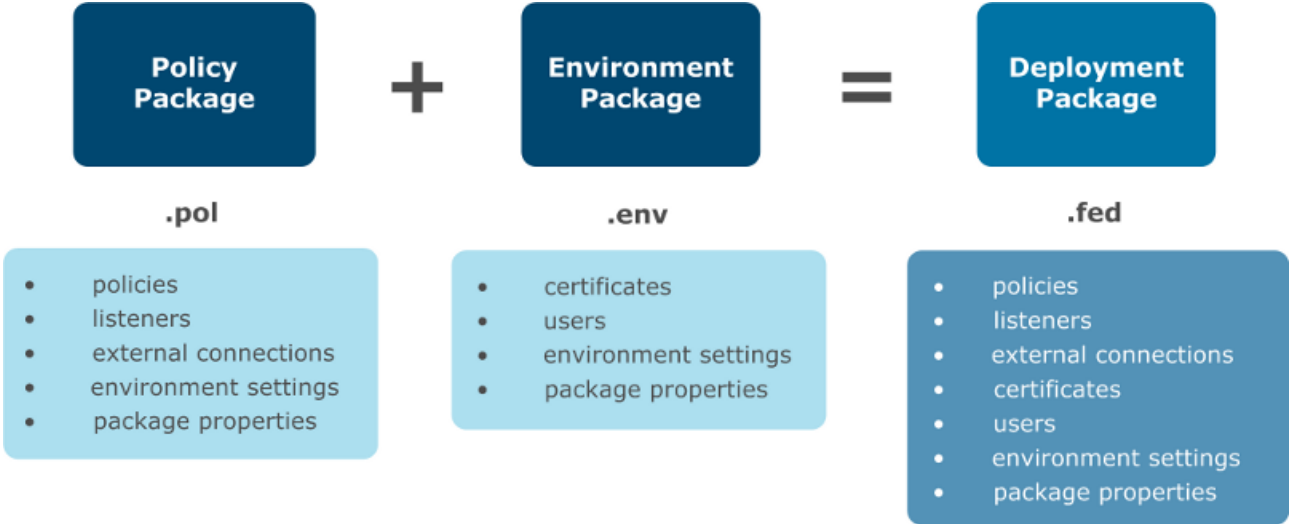 Policy
Package
+
Environment
Package
=
Deployment
Package
.pol
.env
.fed
• policies
• listeners
• external connections
• environment settings
• package properties
• certificates
• users
• environment settings
• package properties
• policies
• listeners
• external connections
• certificates
• users
• environment settings
• package properties